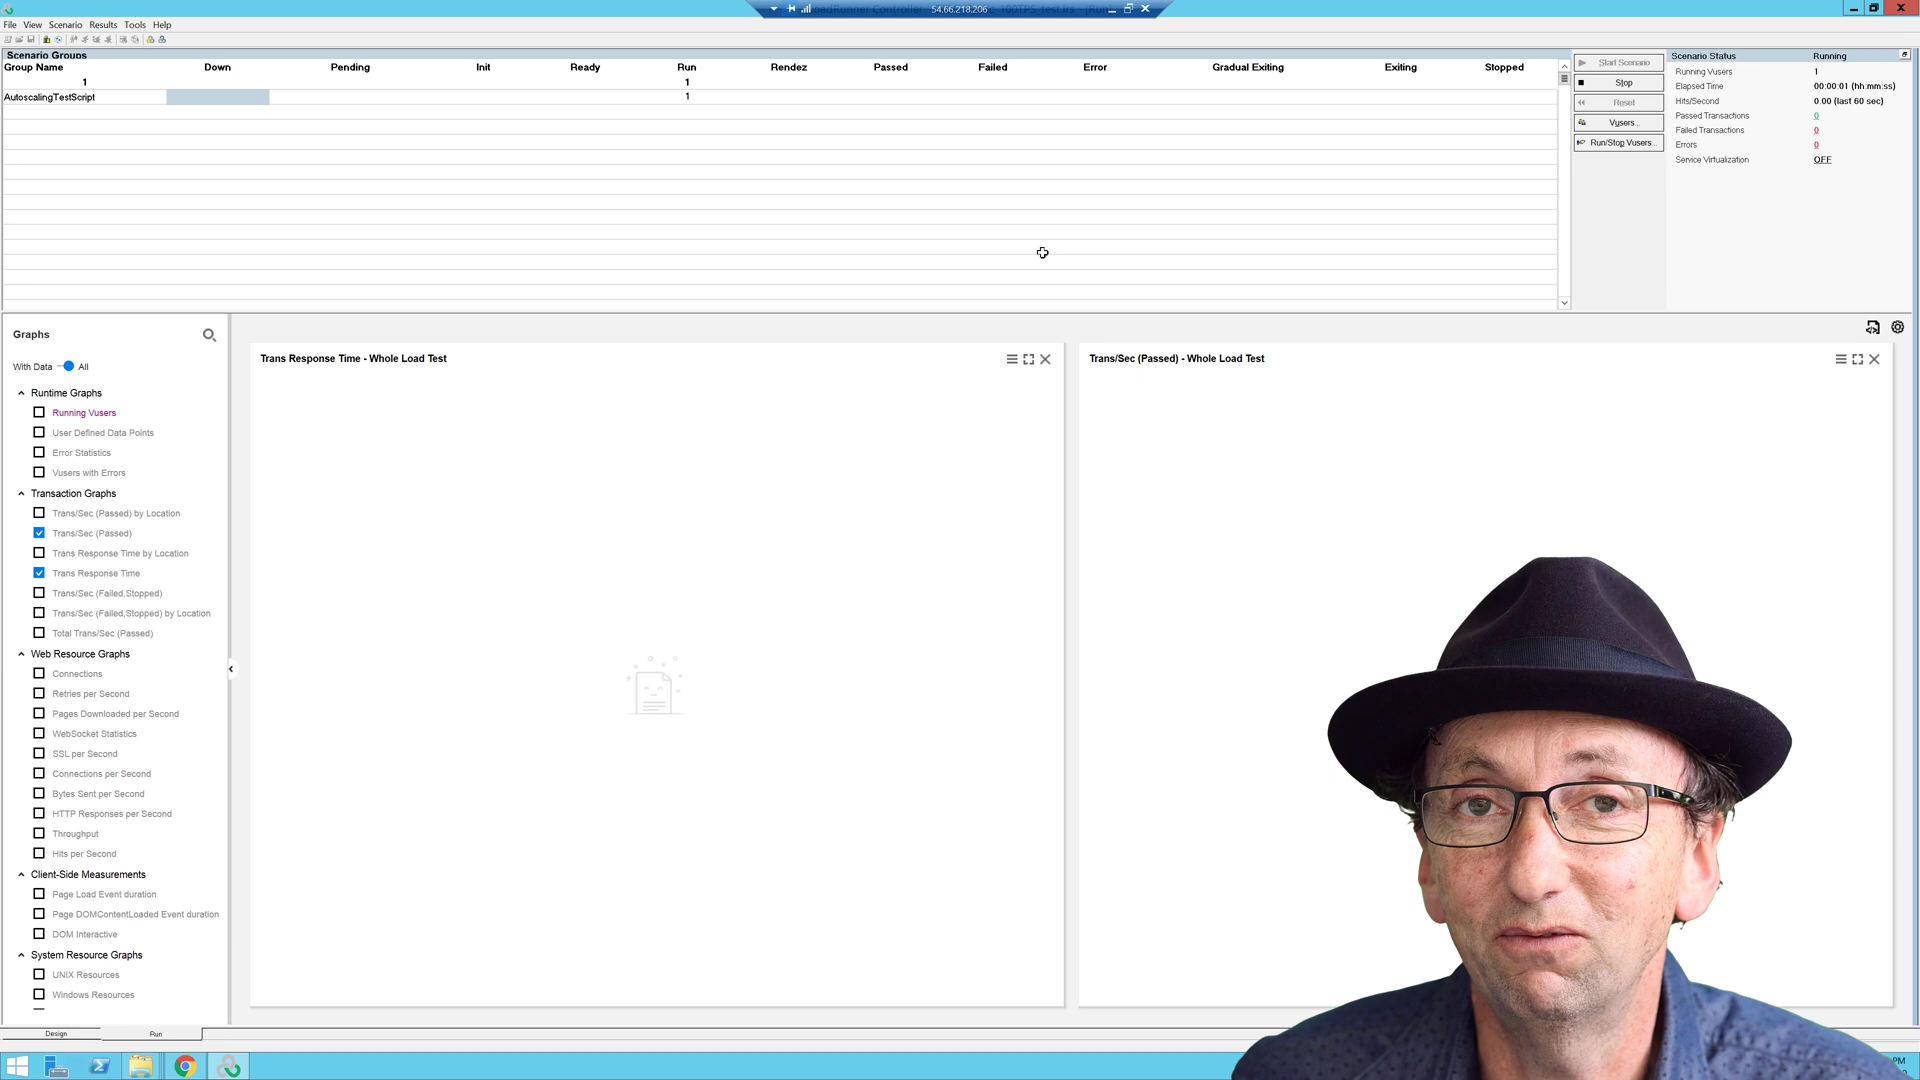 LoadRunner Controller
54.66.218.206
File View Scenario Results Tools Help
Scenario Groups
Group Name Down Pending Init Ready Run Rendez Passed Failed Error Gradual Exiting Exiting Stopped
1 1
AutoscalingTestScript 1
Start Scenario
Stop
Reset
Vusers...
Run/Stop Vusers...
Scenario Status Running
Running Vusers 1
Elapsed Time 00:00:01 (hh:mm:ss)
Hits/Second 0.00 (last 60 sec)
Passed Transactions 0
Failed Transactions 0
Errors 0
Service Virtualization OFF
Graphs
With Data All
Runtime Graphs
Running Vusers
User Defined Data Points
Error Statistics
Vusers with Errors
Transaction Graphs
Trans/Sec (Passed) by Location
Trans/Sec (Passed)
Trans Response Time by Location
Trans Response Time
Trans/Sec (Failed,Stopped)
Trans/Sec (Failed,Stopped) by Location
Total Trans/Sec (Passed)
Web Resource Graphs
Connections
Retries per Second
Pages Downloaded per Second
WebSocket Statistics
SSL per Second
Connections per Second
Bytes Sent per Second
HTTP Responses per Second
Throughput
Hits per Second
Client-Side Measurements
Page Load Event duration
Page DOMContentLoaded Event duration
DOM Interactive
System Resource Graphs
UNIX Resources
Windows Resources
Trans Response Time - Whole Load Test
Trans/Sec (Passed) - Whole Load Test
Design Run
PM